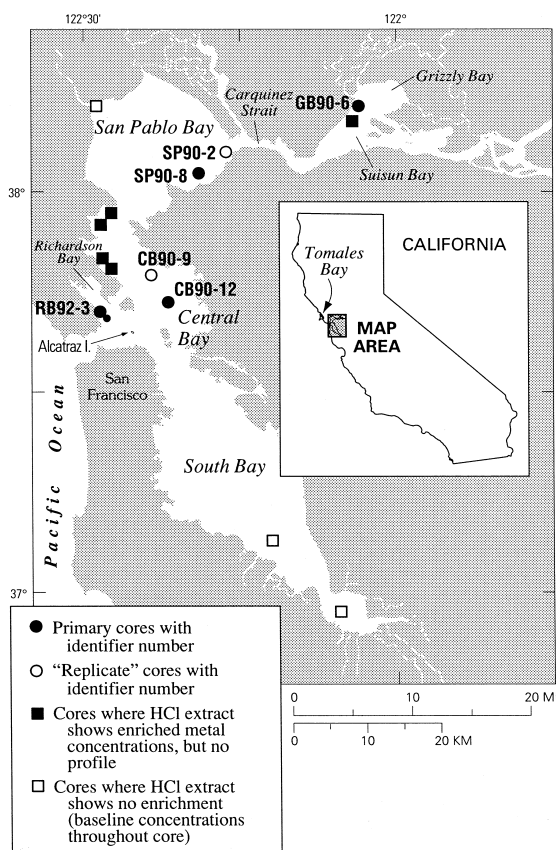 122°30'
122°
Grizzly Bay
Carquinez
Strait
GB90-6
San Pablo Bay
SP90-2
SP90-8
Suisun Bay
38°
CALIFORNIA
Tomales
Bay
MAP
AREA
Richardson
Bay
CB90-9
CB90-12
RB92-3
Central
Bay
Alcatraz I.
San
Francisco
Pacific Ocean
South Bay
37°
Primary cores with
identifier number
"Replicate" cores with
identifier number
Cores where HCl extract
shows enriched metal
concentrations, but no
profile
Cores where HCl extract
shows no enrichment
(baseline concentrations
throughout core)
0 10 20 M
0 10 20 KM